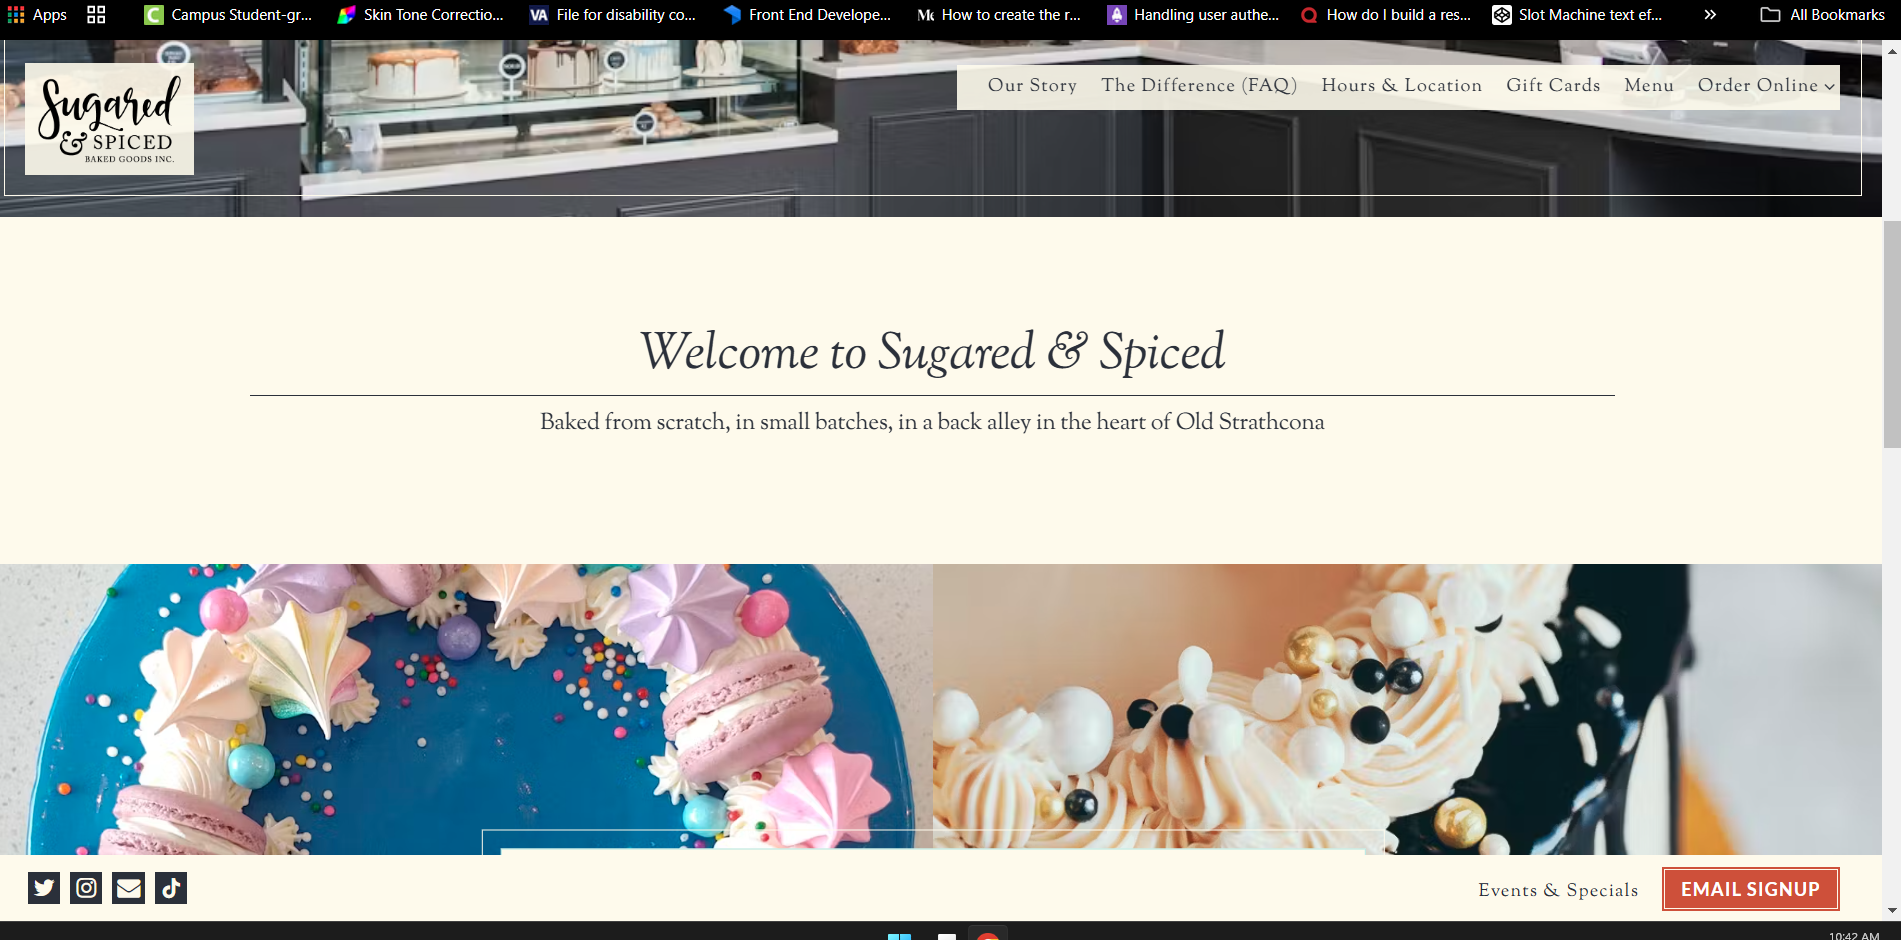 Apps
Campus Student-gr...
Skin Tone Correctio...
VA File for disability co...
Front End Develope...
How to create the r...
Handling user authe...
How do I build a res...
Slot Machine text ef...
All Bookmarks
Sugared
& SPICED
BAKED GOODS INC.
Our Story
The Difference (FAQ)
Hours & Location
Gift Cards
Menu
Order Online
Welcome to Sugared & Spiced
Baked from scratch, in small batches, in a back alley in the heart of Old Strathcona
Events & Specials
EMAIL SIGNUP
10:42 AM